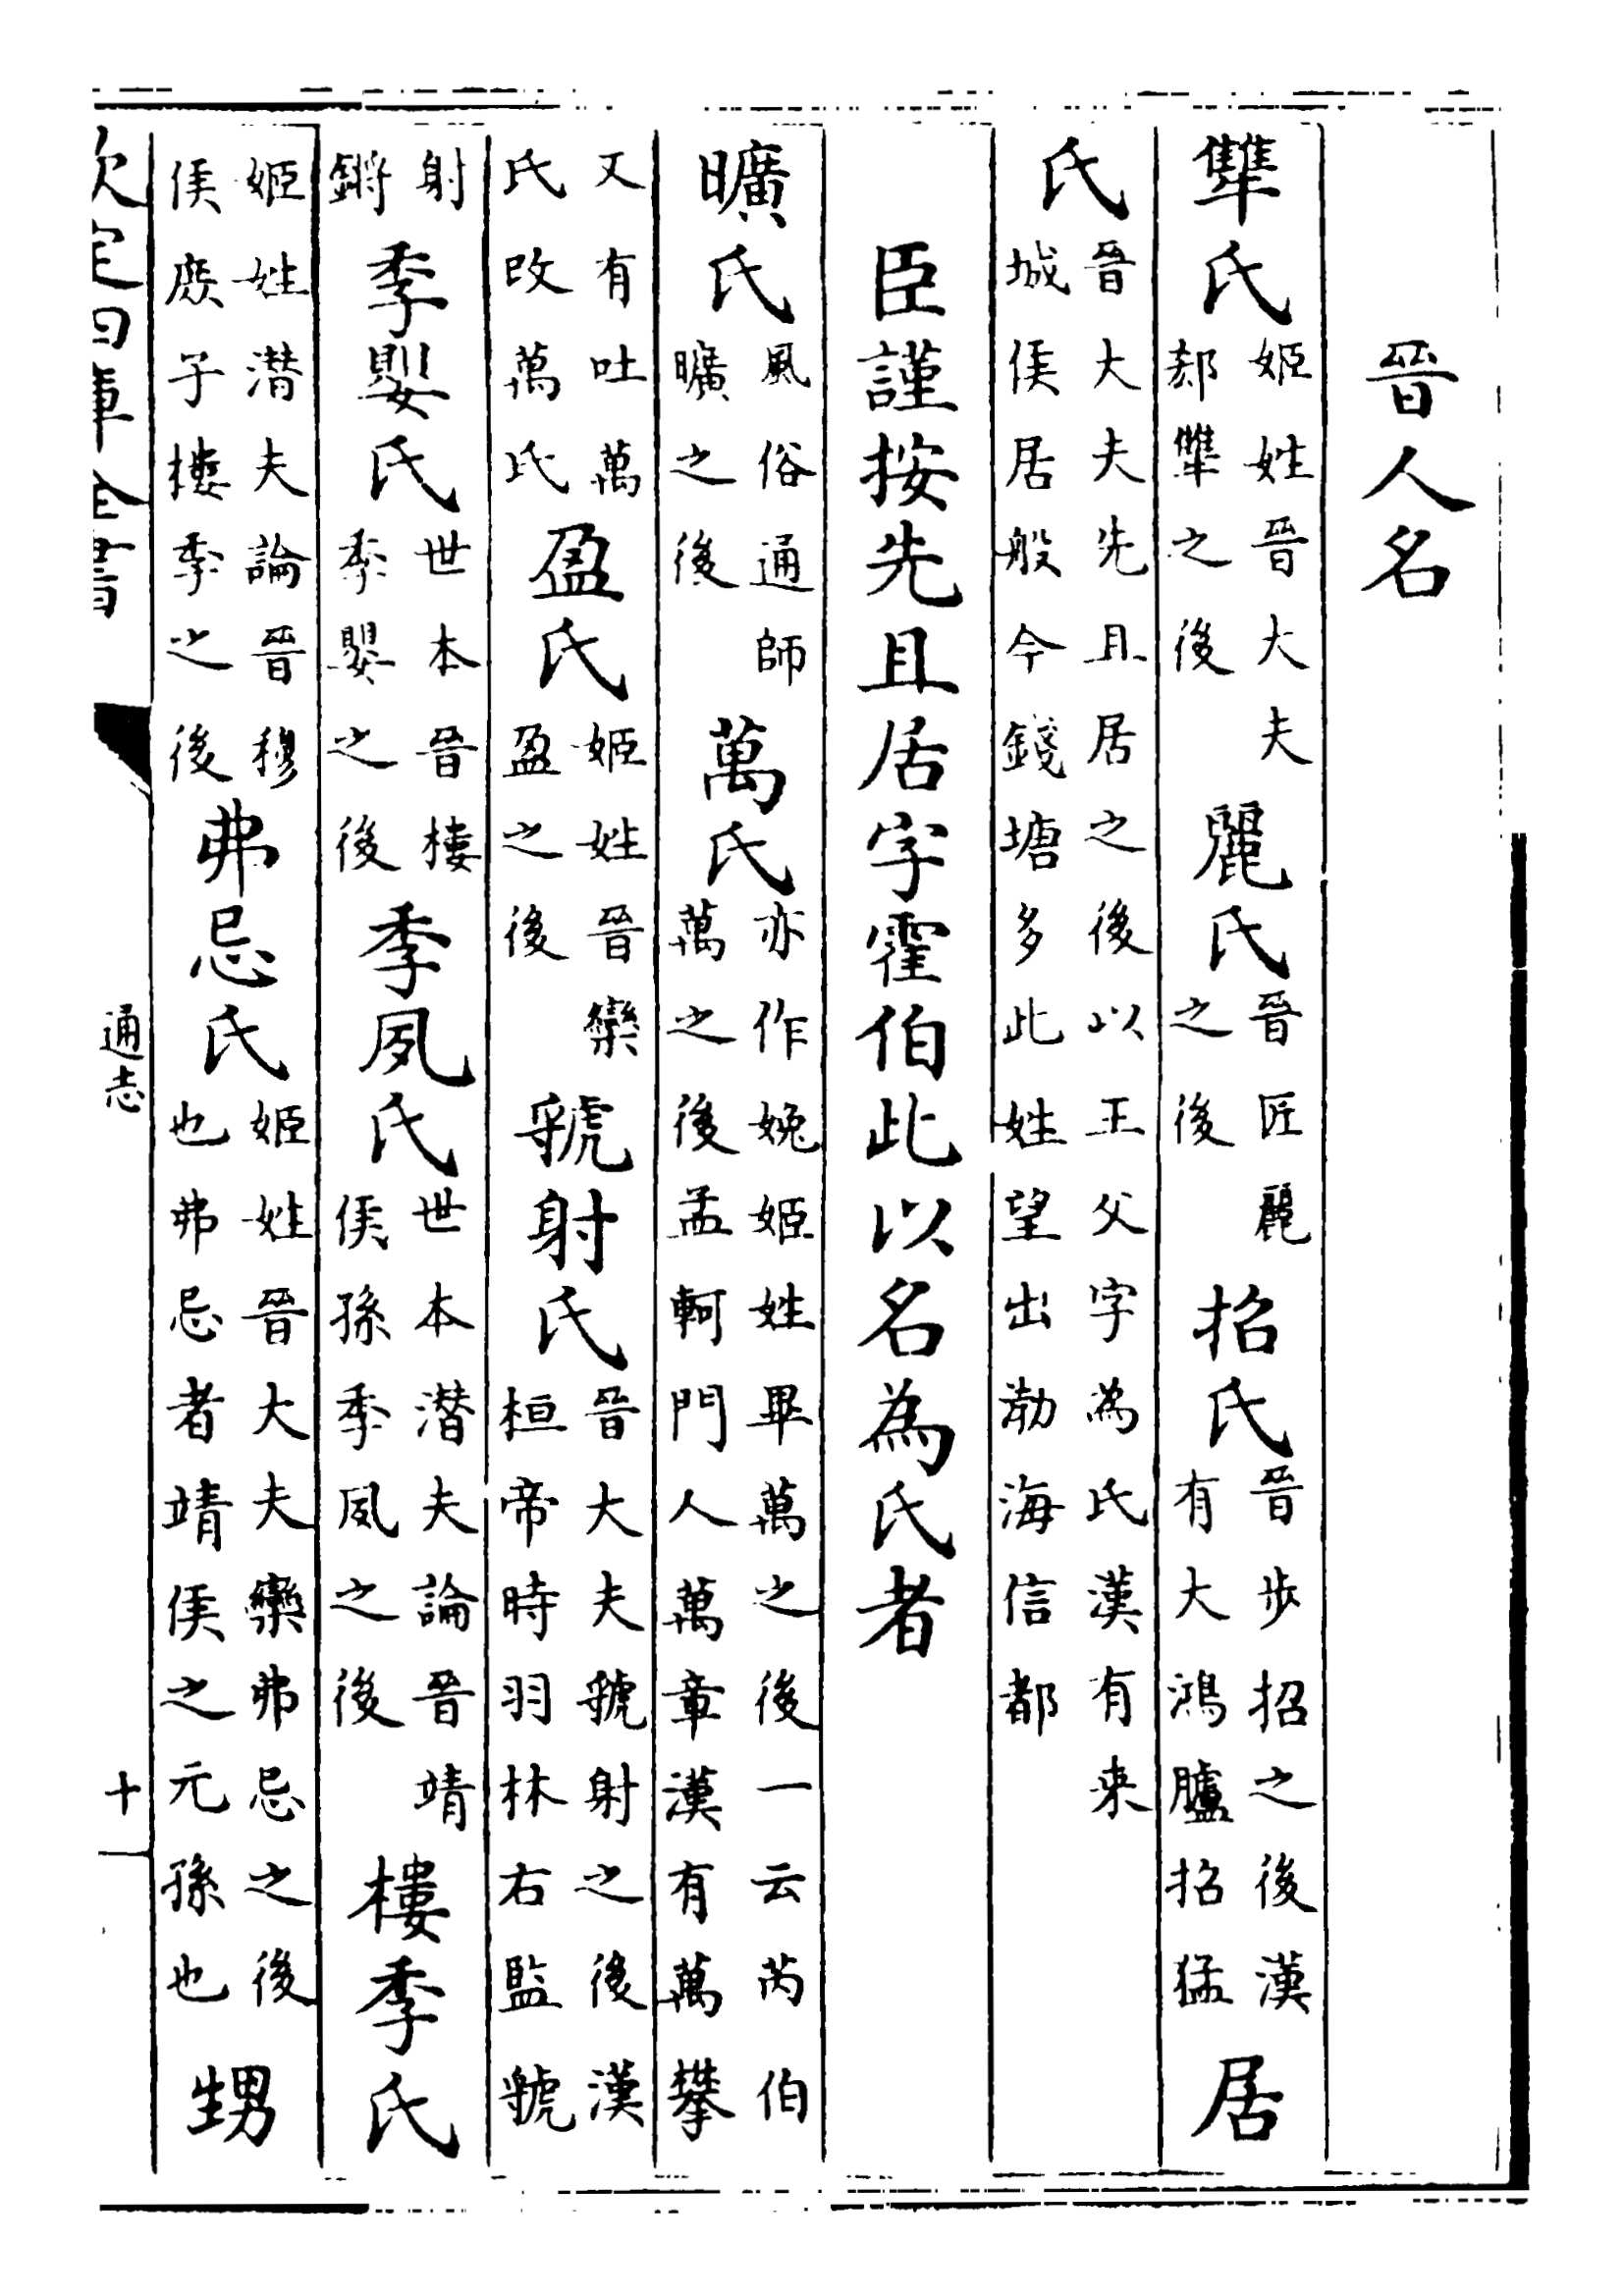 晉人名
犨氏姬姓晉大夫郄犨之後麗氏晉匠麗之後招氏晉步招之後漢有大鴻臚招猛居
氏晉大夫先且居之後以王父字為氏漢有来城侯居般今錢塘多此姓望出渤海信都
臣謹按先且居字霍伯此以名為氏者
曠氏風俗通師曠之後萬氏亦作娩姬姓畢萬之後一云芮伯萬之後孟軻門人萬章漢有萬攀
又有吐萬氏改萬氏盈氏姬姓晉欒盈之後虢射氏晉大夫虢射之後漢桓帝時羽林右監虢
射鏘季嬰氏世本晉樓季嬰之後季夙氏世本潛夫論晉靖侯孫季夙之後樓季氏
姬姓潛夫論晉穆侯庶子樓季之後弗忌氏姬姓晉大夫欒弗忌之後也弗忌者靖侯之元孫也甥
欽定四庫全書
通志
十